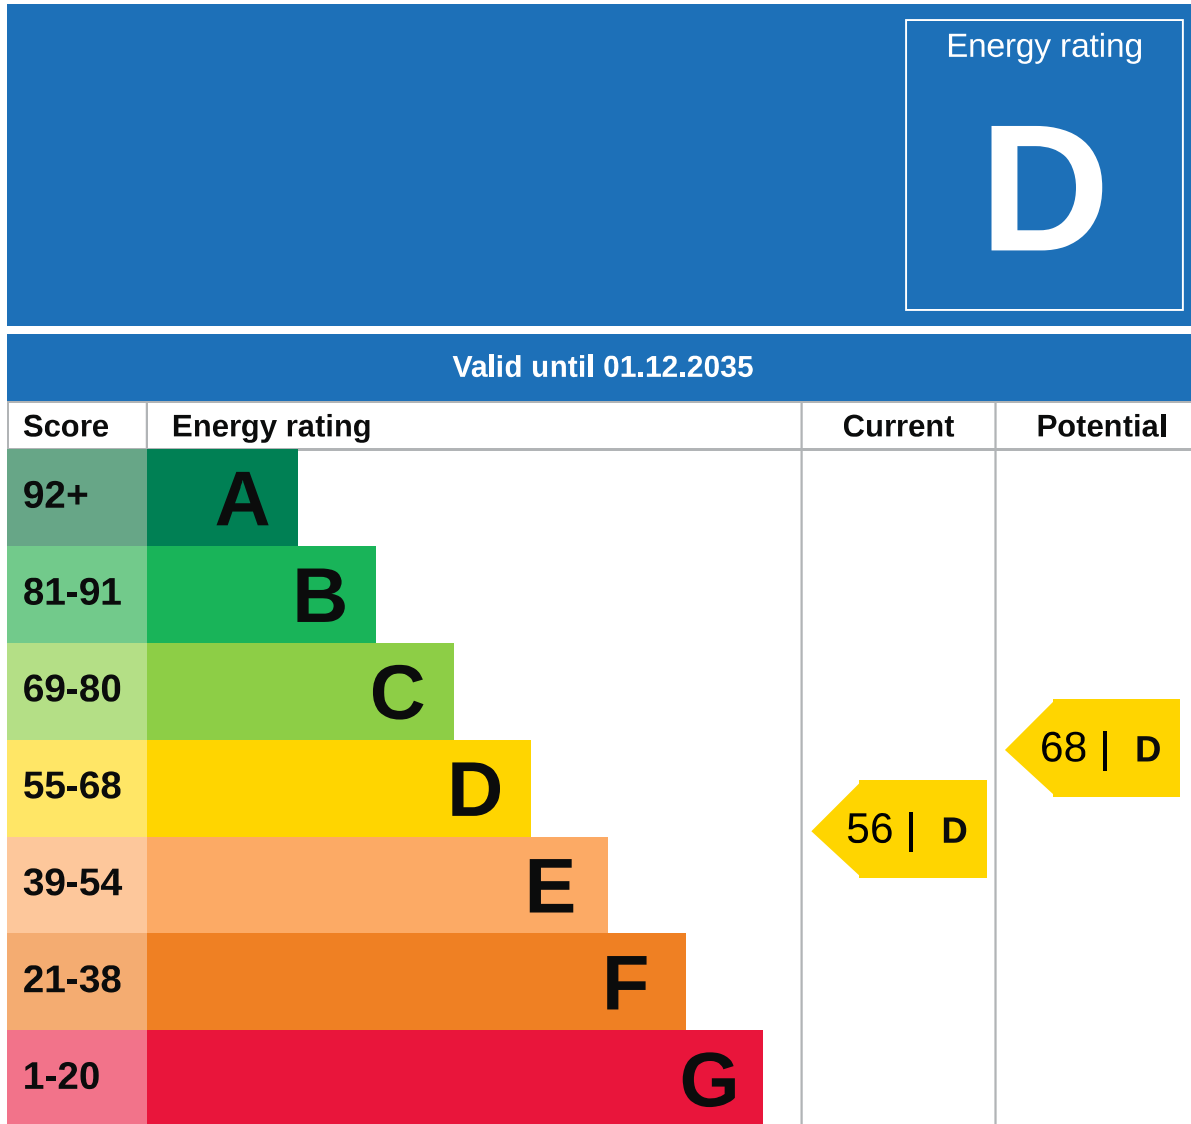 Energy rating
D
Valid until 01.12.2035
Score Energy rating Current Potential
92+ A
81-91 B
69-80 C
68 | D
55-68 D
56 | D
39-54 E
21-38 F
1-20 G